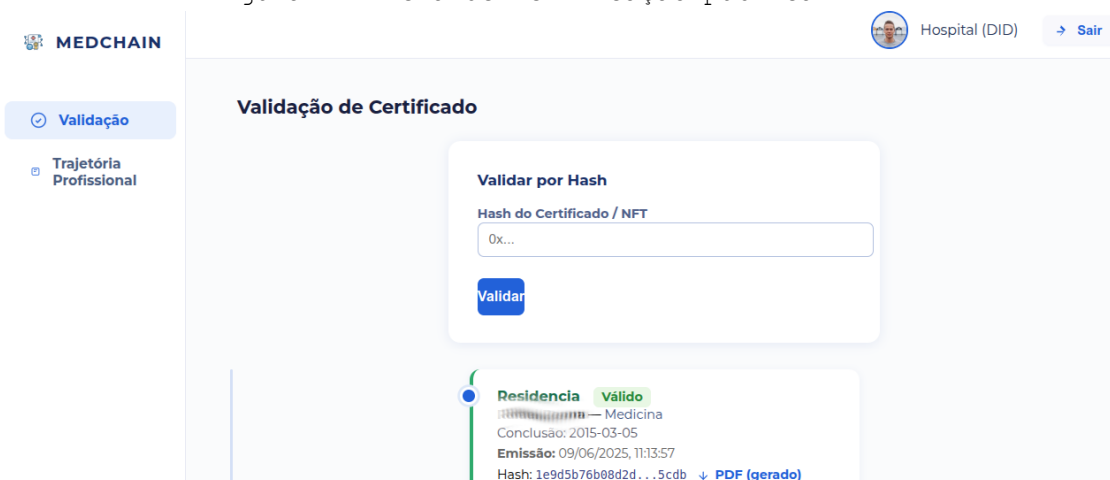 MEDCHAIN
Hospital (DID)
Sair
Validação
Trajetória
Profissional
Validação de Certificado
Validar por Hash
Hash do Certificado / NFT
0x...
Validar
Residencia Válido
— Medicina
Conclusão: 2015-03-05
Emissão: 09/06/2025, 11:13:57
Hash: 1e9d5b76b08d2d...5cdb ↓ PDF (gerado)